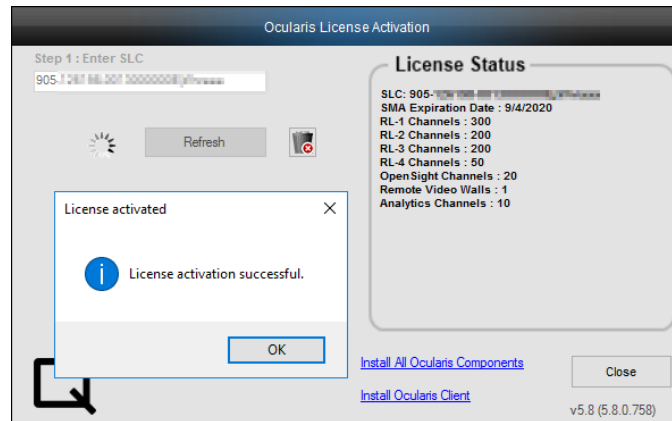 Ocularis License Activation
Step 1 : Enter SLC
905-
Refresh
License activated
License activation successful.
OK
License Status
SLC: 905-
SMA Expiration Date : 9/4/2020
RL-1 Channels : 300
RL-2 Channels : 200
RL-3 Channels : 200
RL-4 Channels : 50
OpenSight Channels : 20
Remote Video Walls : 1
Analytics Channels : 10
Install All Ocularis Components
Install Ocularis Client
Close
v5.8 (5.8.0.758)